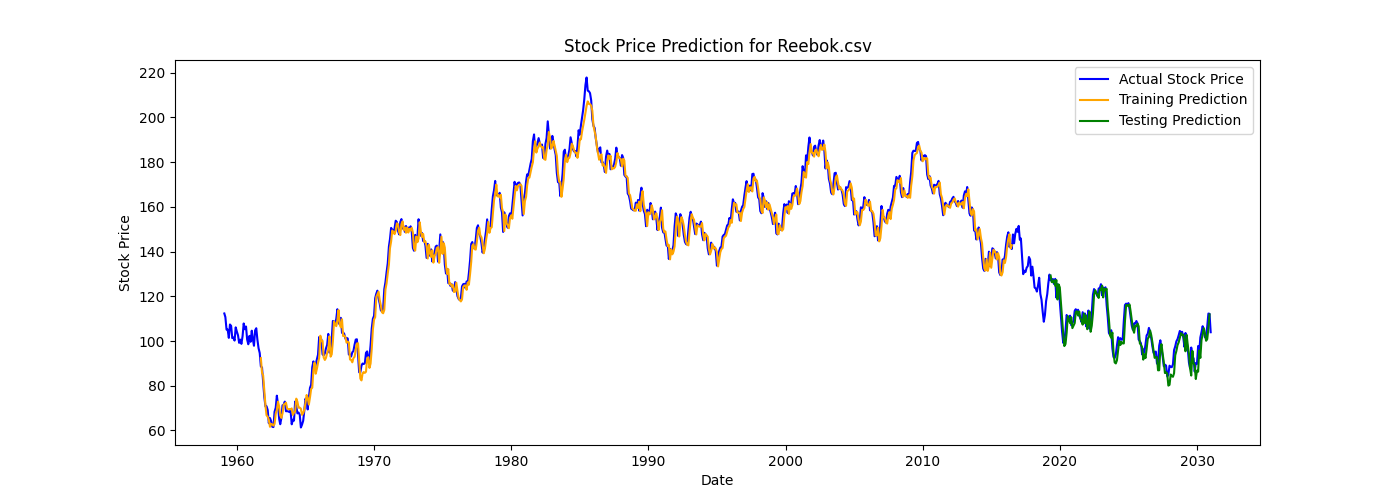 Stock Price Prediction for Reebok.csv
Actual Stock Price
Training Prediction
Testing Prediction
Stock Price
220
200
180
160
140
120
100
80
60
1960 1970 1980 1990 2000 2010 2020 2030
Date